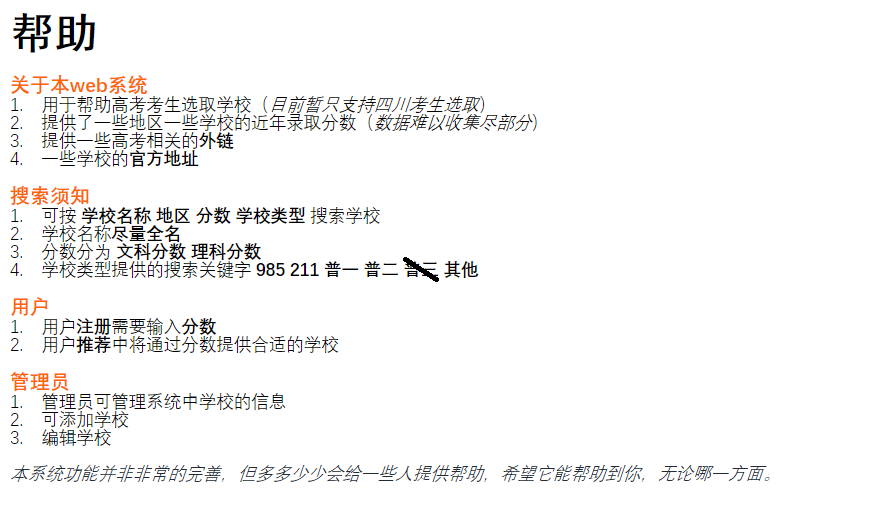 帮助
关于本web系统
1. 用于帮助高考考生选取学校（目前暂只支持四川考生选取）
2. 提供了一些地区一些学校的近年录取分数（数据难以收集尽部分）
3. 提供一些高考相关的外链
4. 一些学校的官方地址
搜索须知
1. 可按 学校名称 地区 分数 学校类型 搜索学校
2. 学校名称尽量全名
3. 分数分为 文科分数 理科分数
4. 学校类型提供的搜索关键字 985 211 普一 普二 普三 其他
用户
1. 用户注册需要输入分数
2. 用户推荐中将通过分数提供合适的学校
管理员
1. 管理员可管理系统中学校的信息
2. 可添加学校
3. 编辑学校
本系统功能并非非常的完善，但多多少少会给一些人提供帮助，希望它能帮助到你，无论哪一方面。